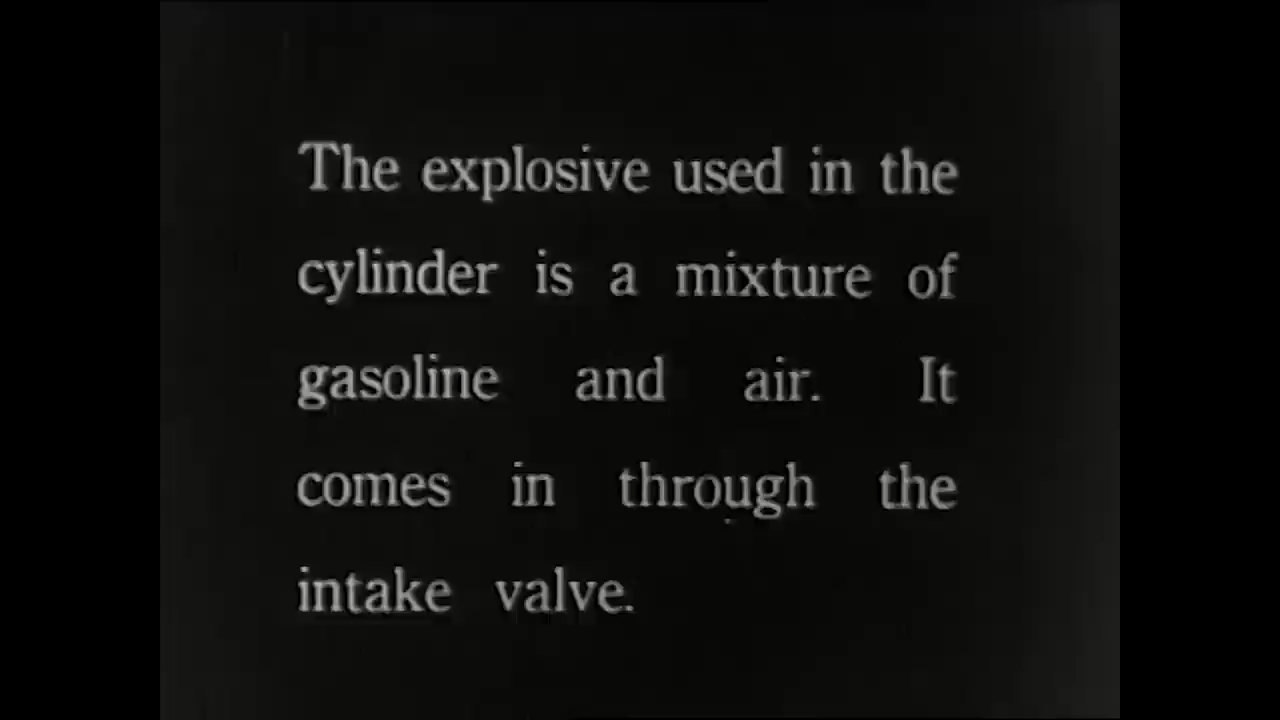 The explosive used in the
cylinder is a mixture of
gasoline and air. It
comes in through the
intake valve.